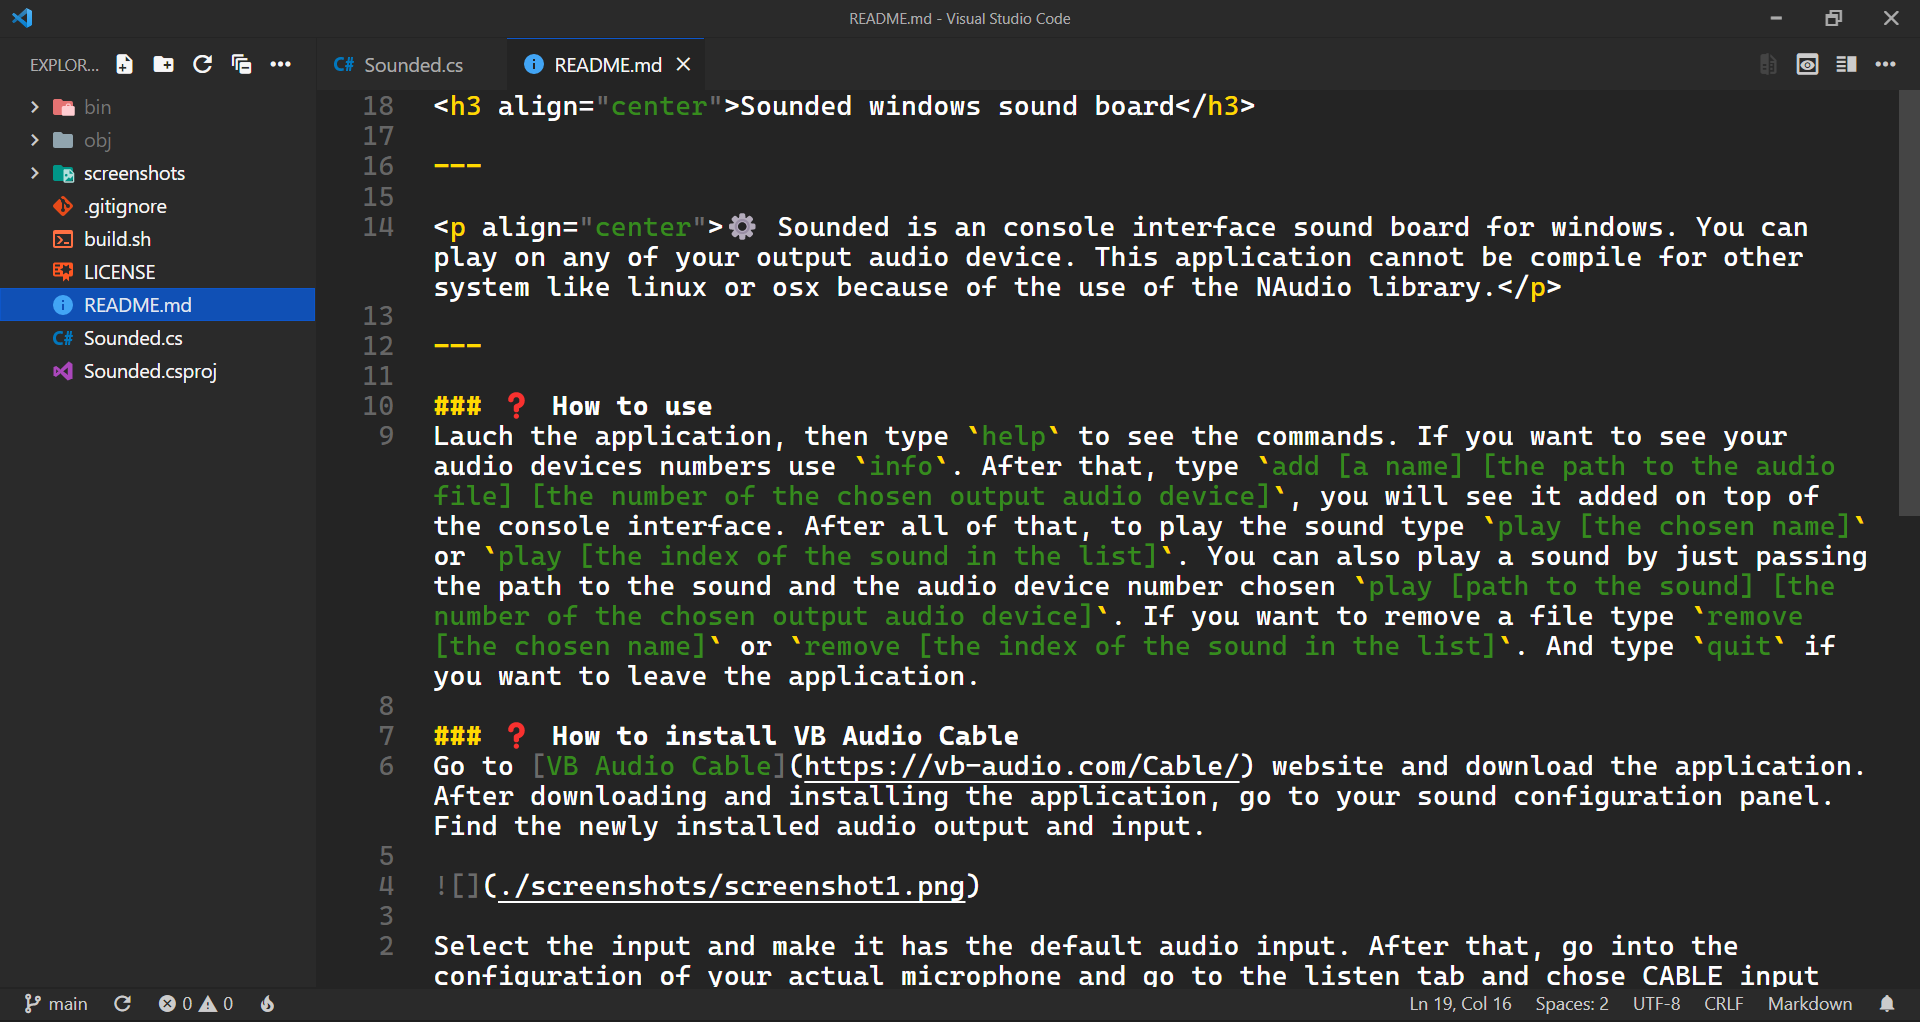 README.md - Visual Studio Code
EXPLOR...
C# Sounded.cs
README.md
bin
obj
screenshots
.gitignore
build.sh
LICENSE
README.md
C# Sounded.cs
Sounded.csproj
18 <h3 align="center">Sounded windows sound board</h3>
17
16 ---
15
14 <p align="center">⚙️ Sounded is an console interface sound board for windows. You can
play on any of your output audio device. This application cannot be compile for other
system like linux or osx because of the use of the NAudio library.</p>
13
12 ---
11
10 ### ❓ How to use
9 Lauch the application, then type `help` to see the commands. If you want to see your
audio devices numbers use `info`. After that, type `add [a name] [the path to the audio
file] [the number of the chosen output audio device]`, you will see it added on top of
the console interface. After all of that, to play the sound type `play [the chosen name]`
or `play [the index of the sound in the list]`. You can also play a sound by just passing
the path to the sound and the audio device number chosen `play [path to the sound] [the
number of the chosen output audio device]`. If you want to remove a file type `remove
[the chosen name]` or `remove [the index of the sound in the list]`. And type `quit` if
you want to leave the application.
8
7 ### ❓ How to install VB Audio Cable
6 Go to [VB Audio Cable](https://vb-audio.com/Cable/) website and download the application.
After downloading and installing the application, go to your sound configuration panel.
Find the newly installed audio output and input.
5
4 ![](./screenshots/screenshot1.png)
3
2 Select the input and make it has the default audio input. After that, go into the
configuration of your actual microphone and go to the listen tab and chose CABLE input
main 0 0 Ln 19, Col 16 Spaces: 2 UTF-8 CRLF Markdown